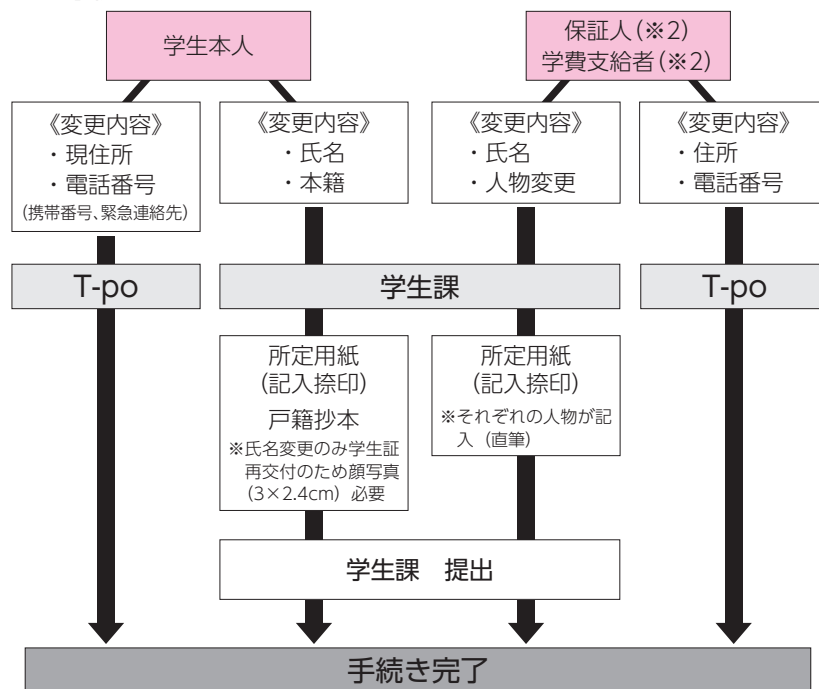 学生本人
保証人(※2)
学費支給者(※2)
《変更内容》
・現住所
・電話番号
(携帯番号、緊急連絡先)
《変更内容》
・氏名
・本籍
《変更内容》
・氏名
・人物変更
《変更内容》
・住所
・電話番号
T-po
学生課
T-po
所定用紙
(記入捺印)
戸籍抄本
※氏名変更のみ学生証
再交付のため顔写真
(3×2.4cm)必要
所定用紙
(記入捺印)
※それぞれの人物が記
入(直筆)
学生課　提出
手続き完了